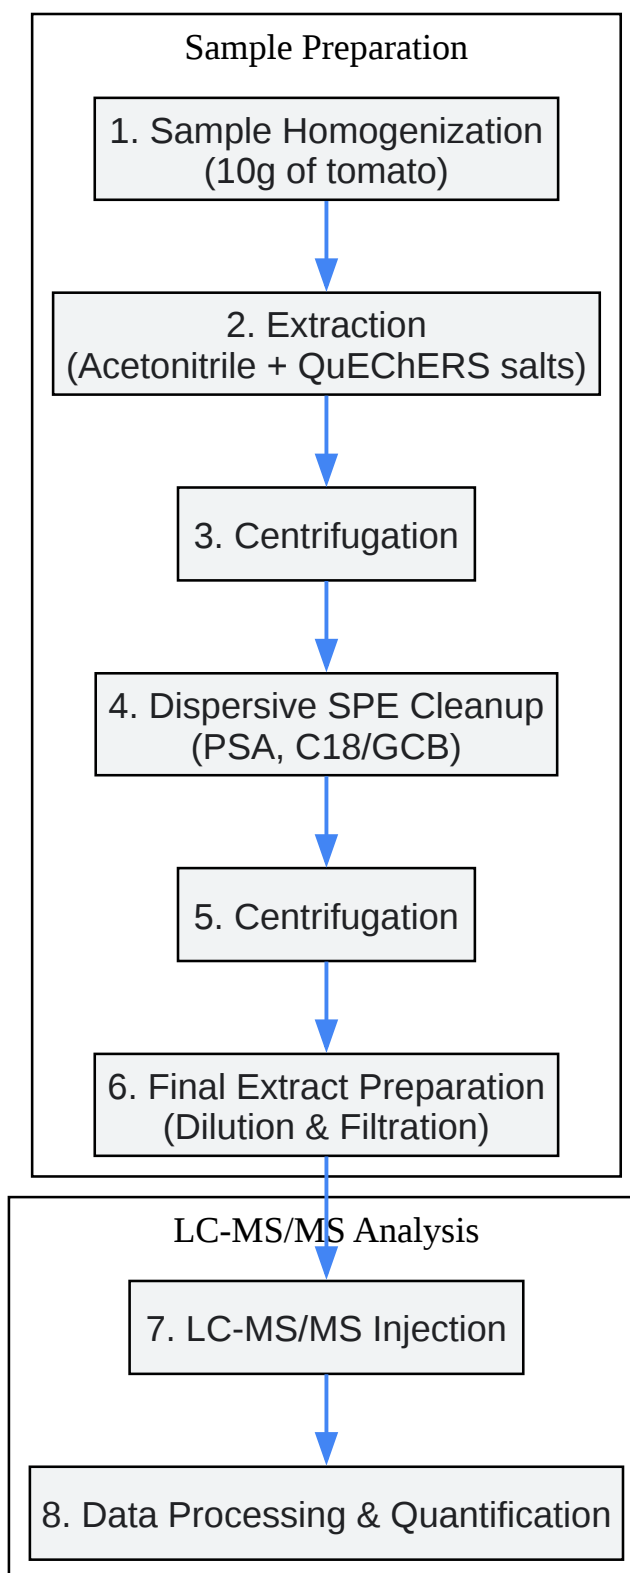 Sample Preparation
1. Sample Homogenization
(10g of tomato)
2. Extraction
(Acetonitrile + QuEChERS salts)
3. Centrifugation
4. Dispersive SPE Cleanup
(PSA, C18/GCB)
5. Centrifugation
6. Final Extract Preparation
(Dilution & Filtration)
LC-MS/MS Analysis
7. LC-MS/MS Injection
8. Data Processing & Quantification